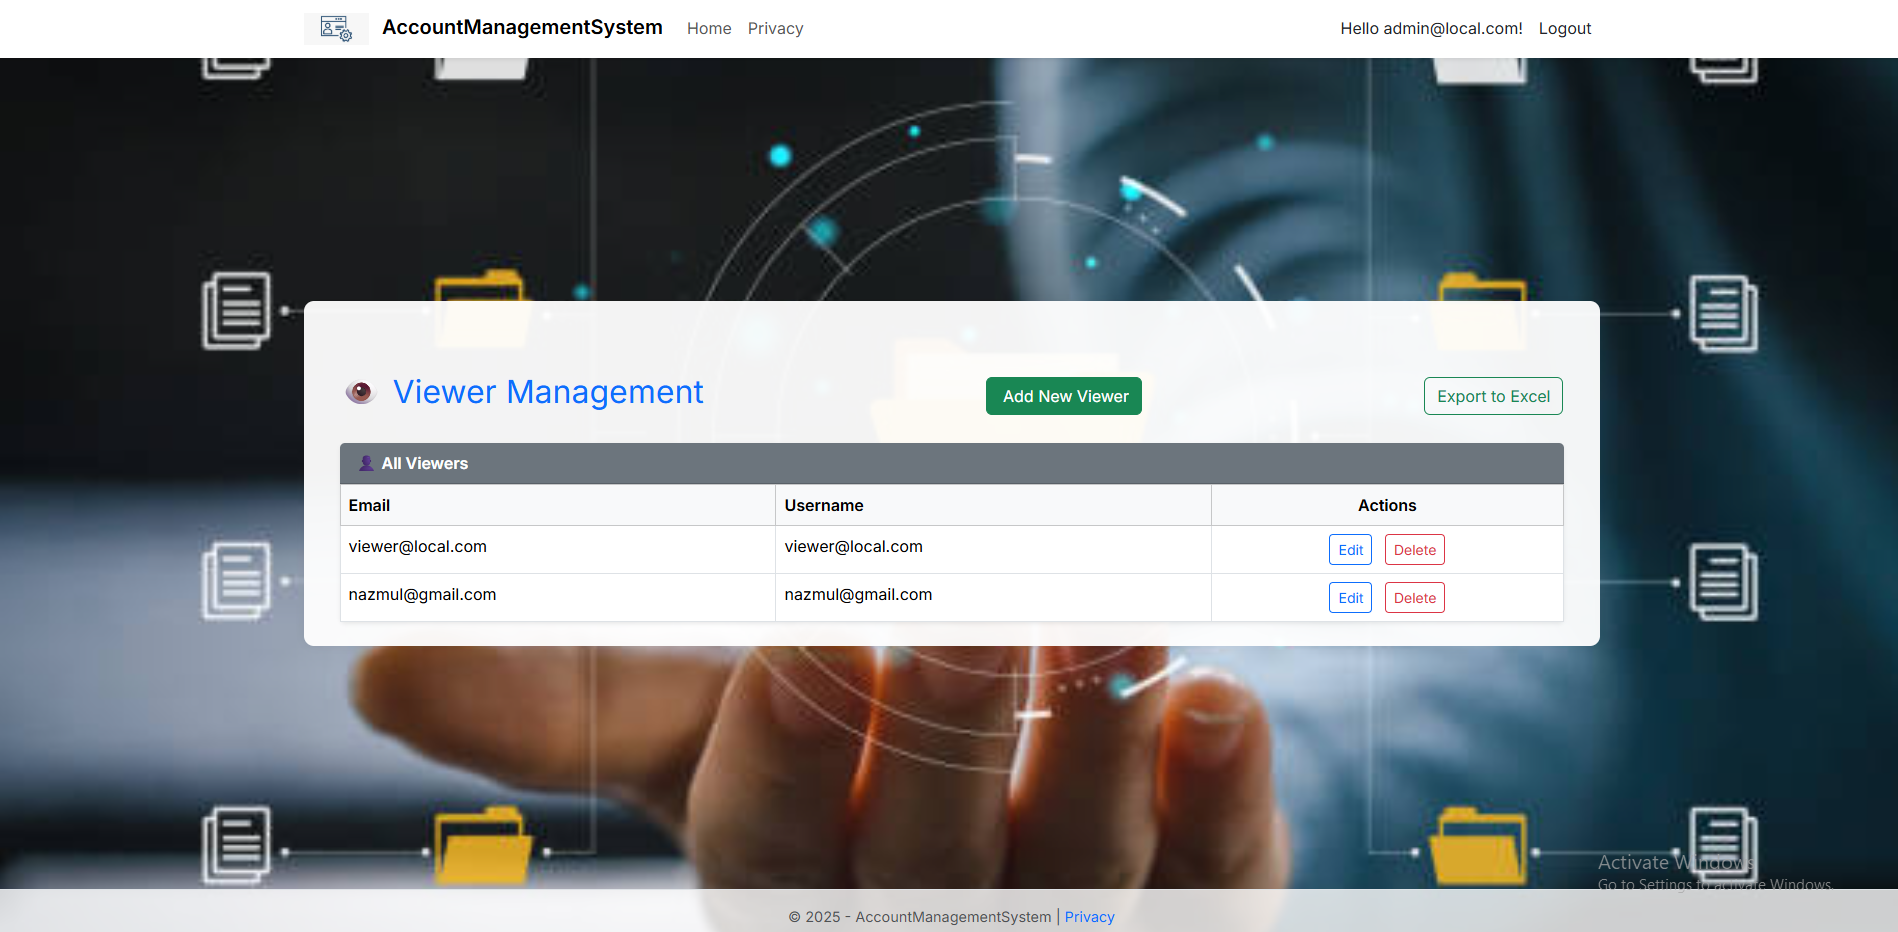 AccountManagementSystem Home Privacy Hello admin@local.com! Logout
Viewer Management Add New Viewer Export to Excel
All Viewers
Email Username Actions
viewer@local.com viewer@local.com Edit Delete
nazmul@gmail.com nazmul@gmail.com Edit Delete
Activate Windows
Go to Settings to activate Windows.
© 2025 - AccountManagementSystem | Privacy